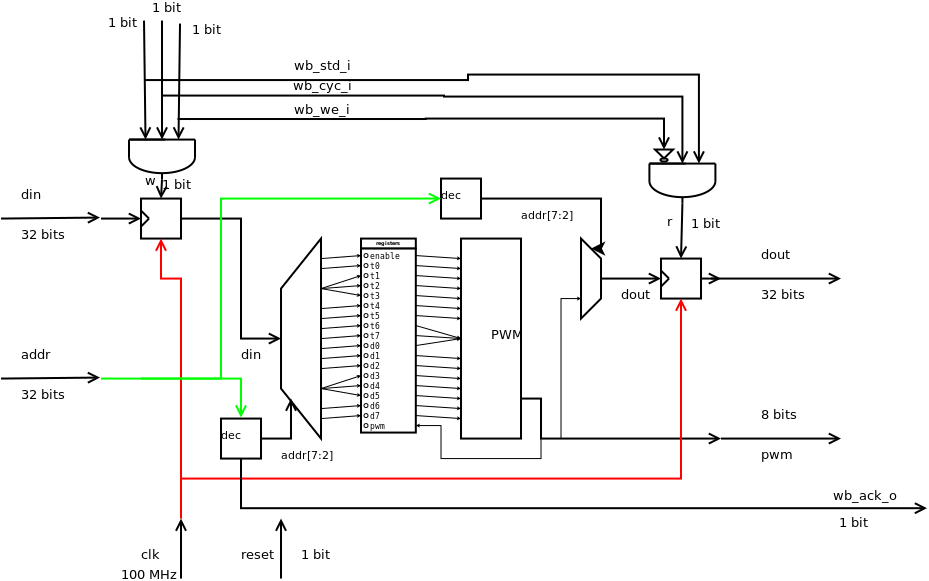 1 bit
1 bit
1 bit
wb_std_i
wb_cyc_i
wb_we_i
w
1 bit
din
32 bits
dec
addr[7:2]
r
1 bit
registers
enable
t0
t1
t2
t3
t4
t5
t6
t7
d0
d1
d2
d3
d4
d5
d6
d7
pwm
PWM
dout
dout
32 bits
din
addr
32 bits
dec
addr[7:2]
8 bits
pwm
wb_ack_o
1 bit
clk
100 MHz
reset
1 bit